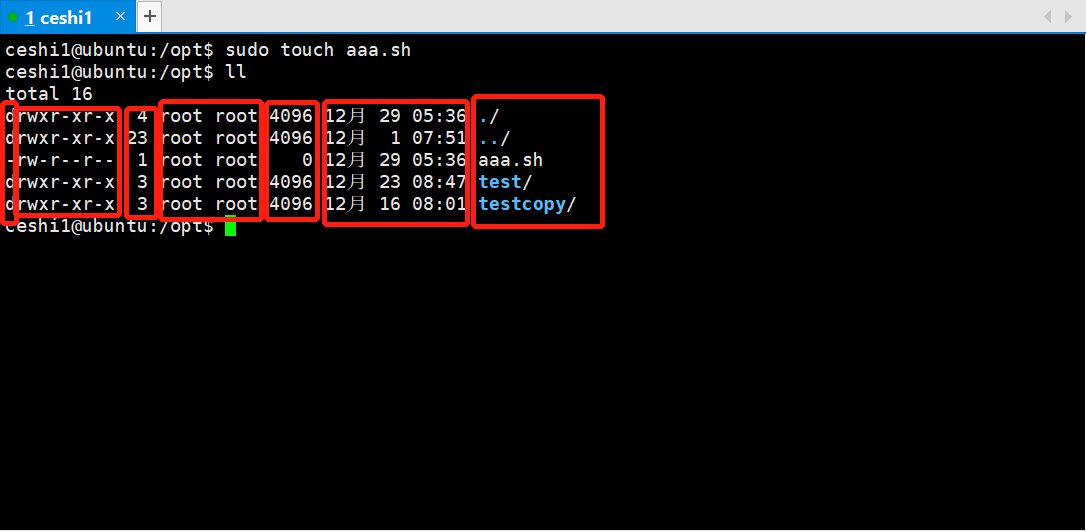 1 ceshi1 × +
ceshi1@ubuntu:/opt$ sudo touch aaa.sh
ceshi1@ubuntu:/opt$ ll
total 16
drwxr-xr-x  4 root root 4096 12月 29 05:36 ./
drwxr-xr-x 23 root root 4096 12月  1 07:51 ../
-rw-r--r--  1 root root    0 12月 29 05:36 aaa.sh
drwxr-xr-x  3 root root 4096 12月 23 08:47 test/
drwxr-xr-x  3 root root 4096 12月 16 08:01 testcopy/
ceshi1@ubuntu:/opt$